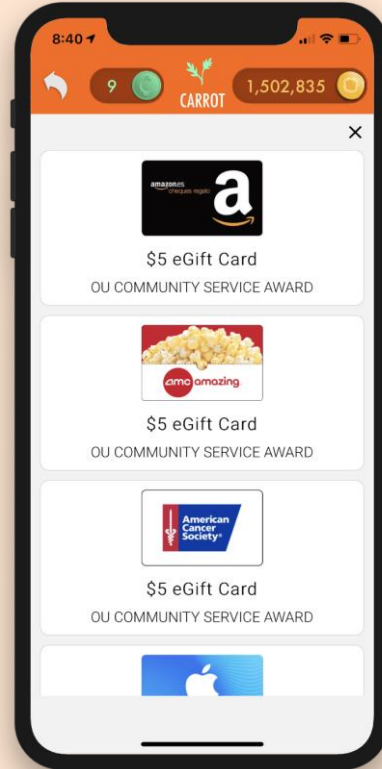 8:40
9
CARROT
1,502,835
amazon.es
cheques regalo
a
$5 eGift Card
OU COMMUNITY SERVICE AWARD
amc amazing.
$5 eGift Card
OU COMMUNITY SERVICE AWARD
American
Cancer
Society®
$5 eGift Card
OU COMMUNITY SERVICE AWARD